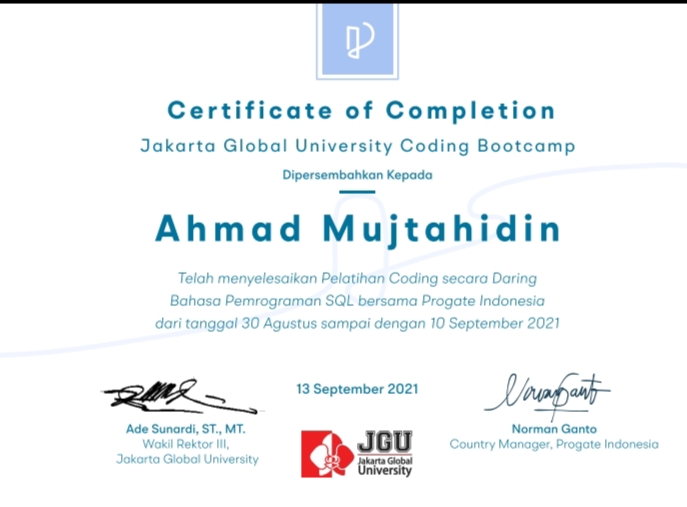 Certificate of Completion
Jakarta Global University Coding Bootcamp
Dipersembahkan Kepada
Ahmad Mujtahidin
Telah menyelesaikan Pelatihan Coding secara Daring
Bahasa Pemrograman SQL bersama Progate Indonesia
dari tanggal 30 Agustus sampai dengan 10 September 2021
13 September 2021
Ade Sunardi, ST., MT.
Wakil Rektor III,
Jakarta Global University
JGU
Jakarta Global
University
Norman Ganto
Country Manager, Progate Indonesia